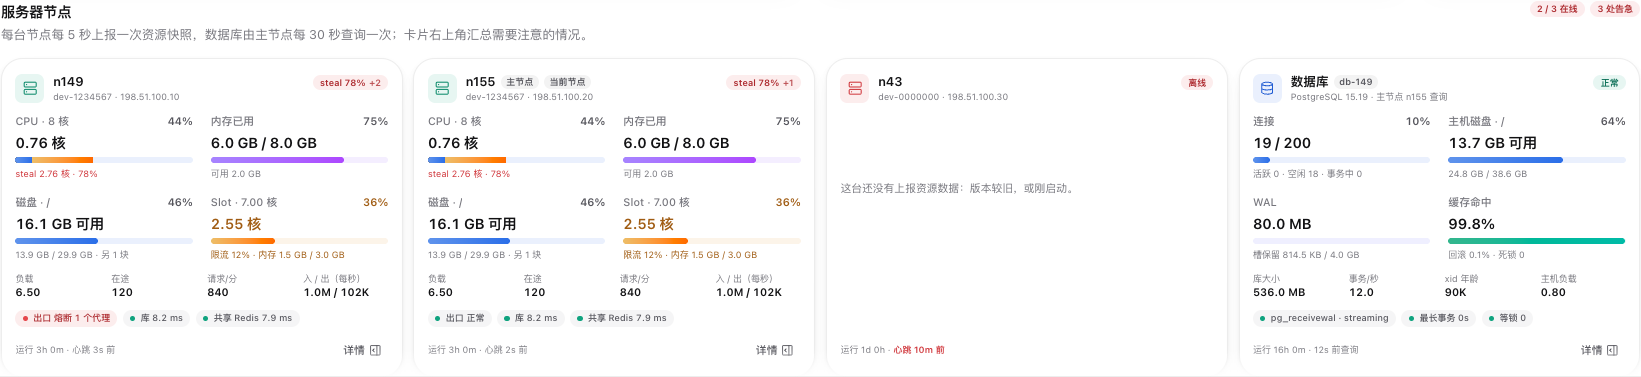 服务器节点
2 / 3 在线
3 处告急
每台节点每 5 秒上报一次资源快照，数据库由主节点每 30 秒查询一次；卡片右上角汇总需要注意的情况。
n149
steal 78% +2
dev-1234567 · 198.51.100.10
CPU · 8 核 44%
0.76 核
steal 2.76 核 · 78%
内存已用 75%
6.0 GB / 8.0 GB
可用 2.0 GB
磁盘 · / 46%
16.1 GB 可用
13.9 GB / 29.9 GB · 另 1 块
Slot · 7.00 核 36%
2.55 核
限流 12% · 内存 1.5 GB / 3.0 GB
负载 在途 请求/分 入 / 出（每秒）
6.50 120 840 1.0M / 102K
出口 熔断 1 个代理 库 8.2 ms 共享 Redis 7.9 ms
运行 3h 0m · 心跳 3s 前 详情
n155 主节点 当前节点
steal 78% +1
dev-1234567 · 198.51.100.20
CPU · 8 核 44%
0.76 核
steal 2.76 核 · 78%
内存已用 75%
6.0 GB / 8.0 GB
可用 2.0 GB
磁盘 · / 46%
16.1 GB 可用
13.9 GB / 29.9 GB · 另 1 块
Slot · 7.00 核 36%
2.55 核
限流 12% · 内存 1.5 GB / 3.0 GB
负载 在途 请求/分 入 / 出（每秒）
6.50 120 840 1.0M / 102K
出口 正常 库 8.2 ms 共享 Redis 7.9 ms
运行 3h 0m · 心跳 2s 前 详情
n43
离线
dev-0000000 · 198.51.100.30
这台还没有上报资源数据：版本较旧，或刚启动。
运行 1d 0h · 心跳 10m 前
数据库 db-149
正常
PostgreSQL 15.19 · 主节点 n155 查询
连接 10%
19 / 200
活跃 0 · 空闲 18 · 事务中 0
主机磁盘 · / 64%
13.7 GB 可用
24.8 GB / 38.6 GB
WAL
80.0 MB
槽保留 814.5 KB / 4.0 GB
缓存命中
99.8%
回滚 0.1% · 死锁 0
库大小 事务/秒 xid 年龄 主机负载
536.0 MB 12.0 90K 0.80
pg_receivewal · streaming 最长事务 0s 等锁 0
运行 16h 0m · 12s 前查询 详情